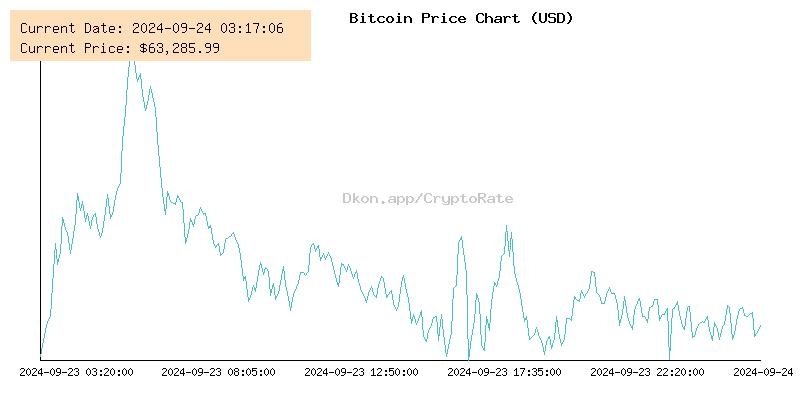 Bitcoin Price Chart (USD)
Current Date: 2024-09-24 03:17:06
Current Price: $63,285.99
Dkon.app/CryptoRate
2024-09-23 03:20:00 2024-09-23 08:05:00 2024-09-23 12:50:00 2024-09-23 17:35:00 2024-09-23 22:20:00 2024-09-24